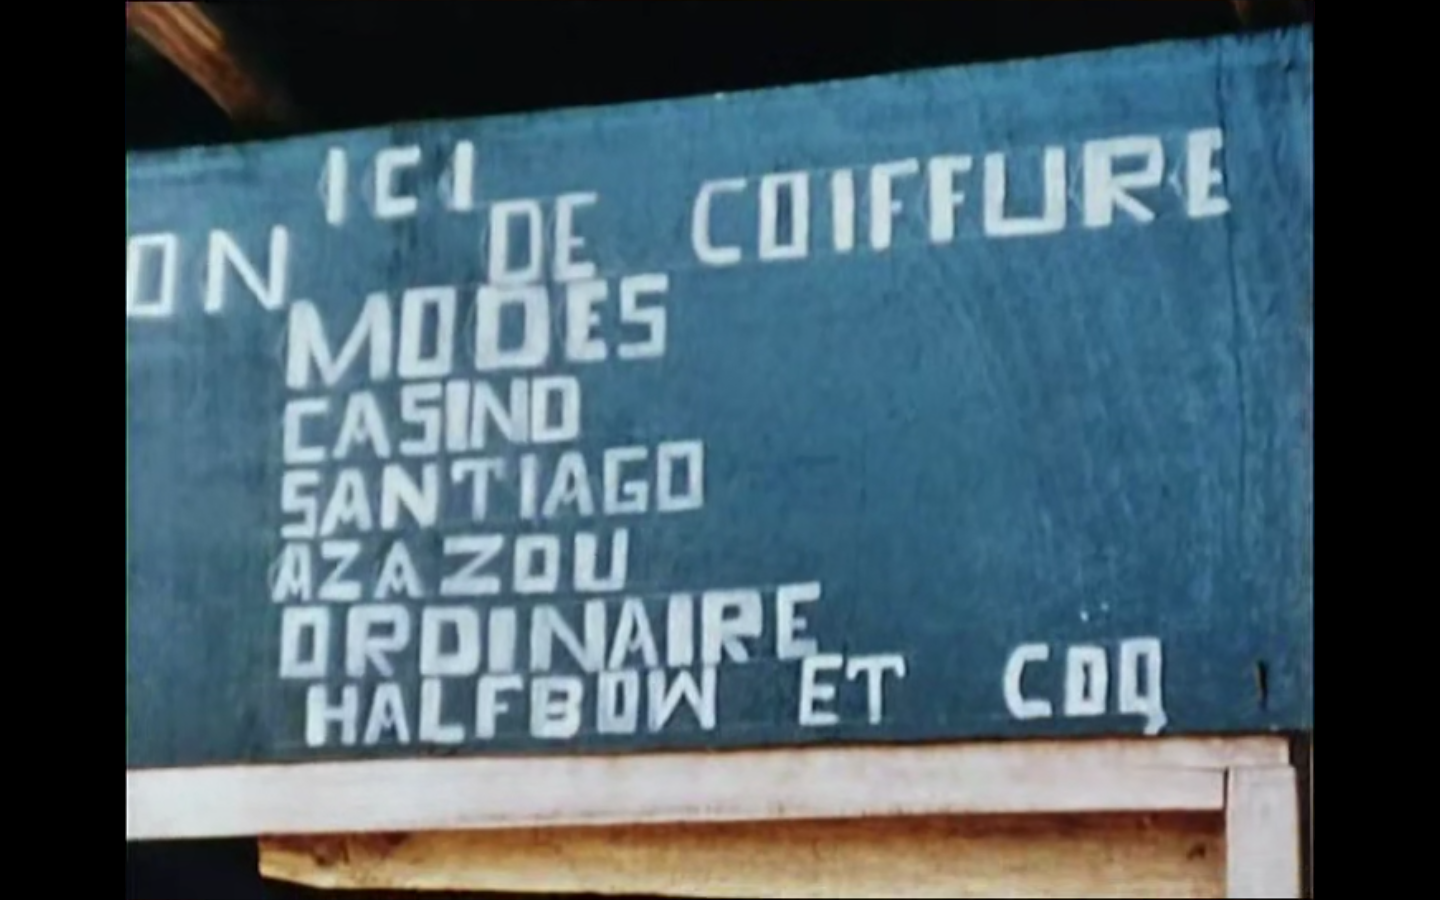 ICI
ON DE COIFFURE
MODES
CASINO
SANTIAGO
AZAZOU
ORDINAIRE
HALFBOW ET COQ